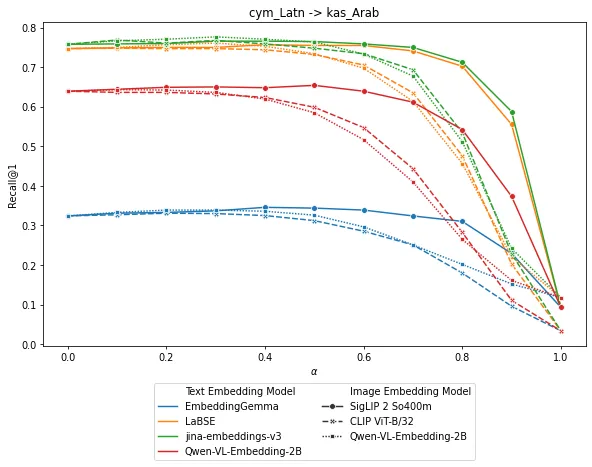 cym_Latn -> kas_Arab
Recall@1
0.8
0.7
0.6
0.5
0.4
0.3
0.2
0.1
0.0
0.0 0.2 0.4 0.6 0.8 1.0
α
Text Embedding Model
EmbeddingGemma
LaBSE
jina-embeddings-v3
Qwen-VL-Embedding-2B
Image Embedding Model
SigLIP 2 So400m
CLIP ViT-B/32
Qwen-VL-Embedding-2B